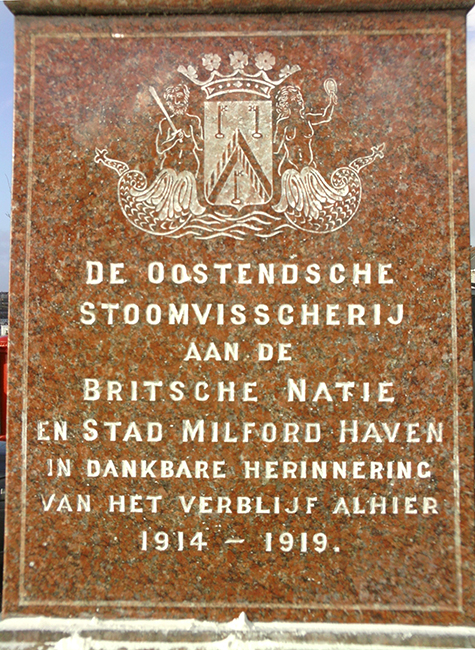 DE OOSTENDSCHE
STOOMVISSCHERIJ
AAN DE
BRITSCHE NATIE
EN STAD MILFORD HAVEN
IN DANKBARE HERINNERING
VAN HET VERBLIJF ALHIER
1914 – 1919.